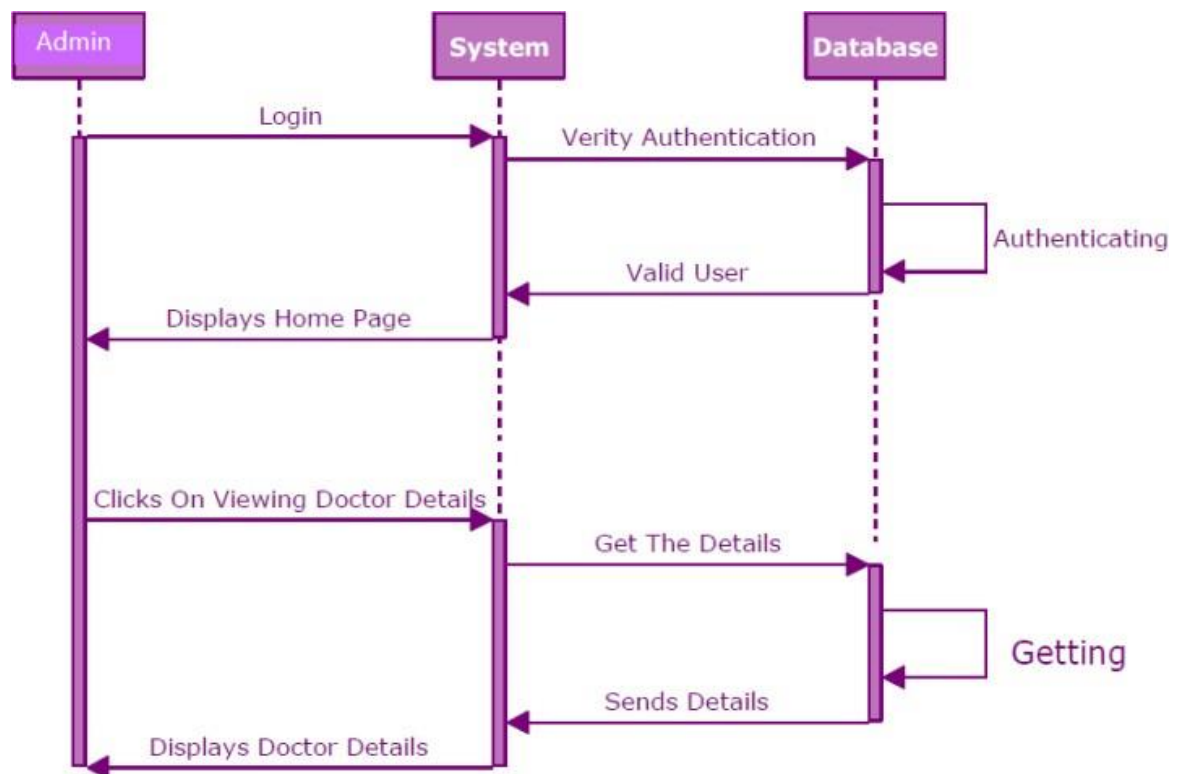 Admin
System
Database
Login
Verity Authentication
Authenticating
Valid User
Displays Home Page
Clicks On Viewing Doctor Details
Get The Details
Getting
Sends Details
Displays Doctor Details